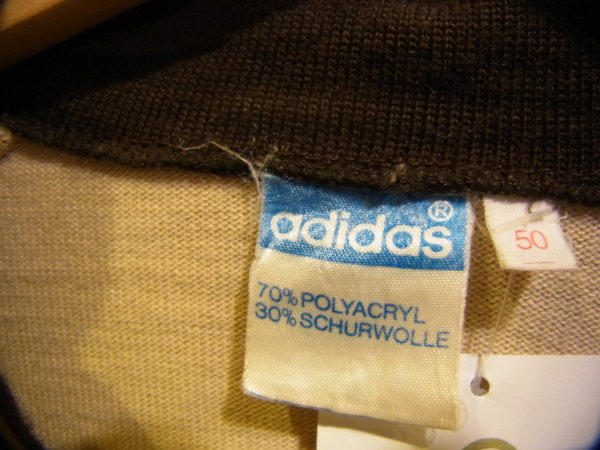 adidas®
70% POLYACRYL
30% SCHURWOLLE
50